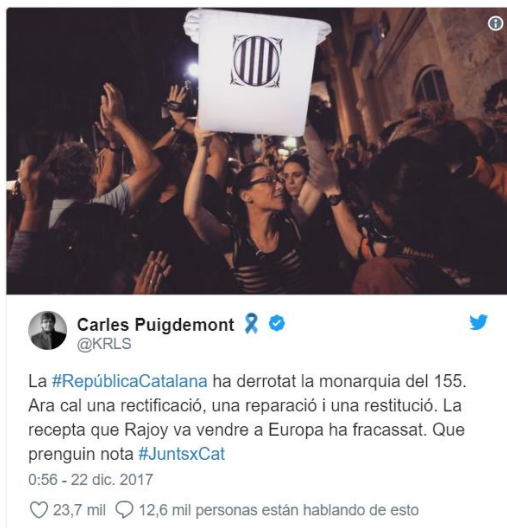 Carles Puigdemont
@KRLS
La #RepúblicaCatalana ha derrotat la monarquia del 155.
Ara cal una rectificació, una reparació i una restitució. La
recepta que Rajoy va vendre a Europa ha fracassat. Que
prenguin nota #JuntsxCat
0:56 - 22 dic. 2017
23,7 mil 12,6 mil personas están hablando de esto